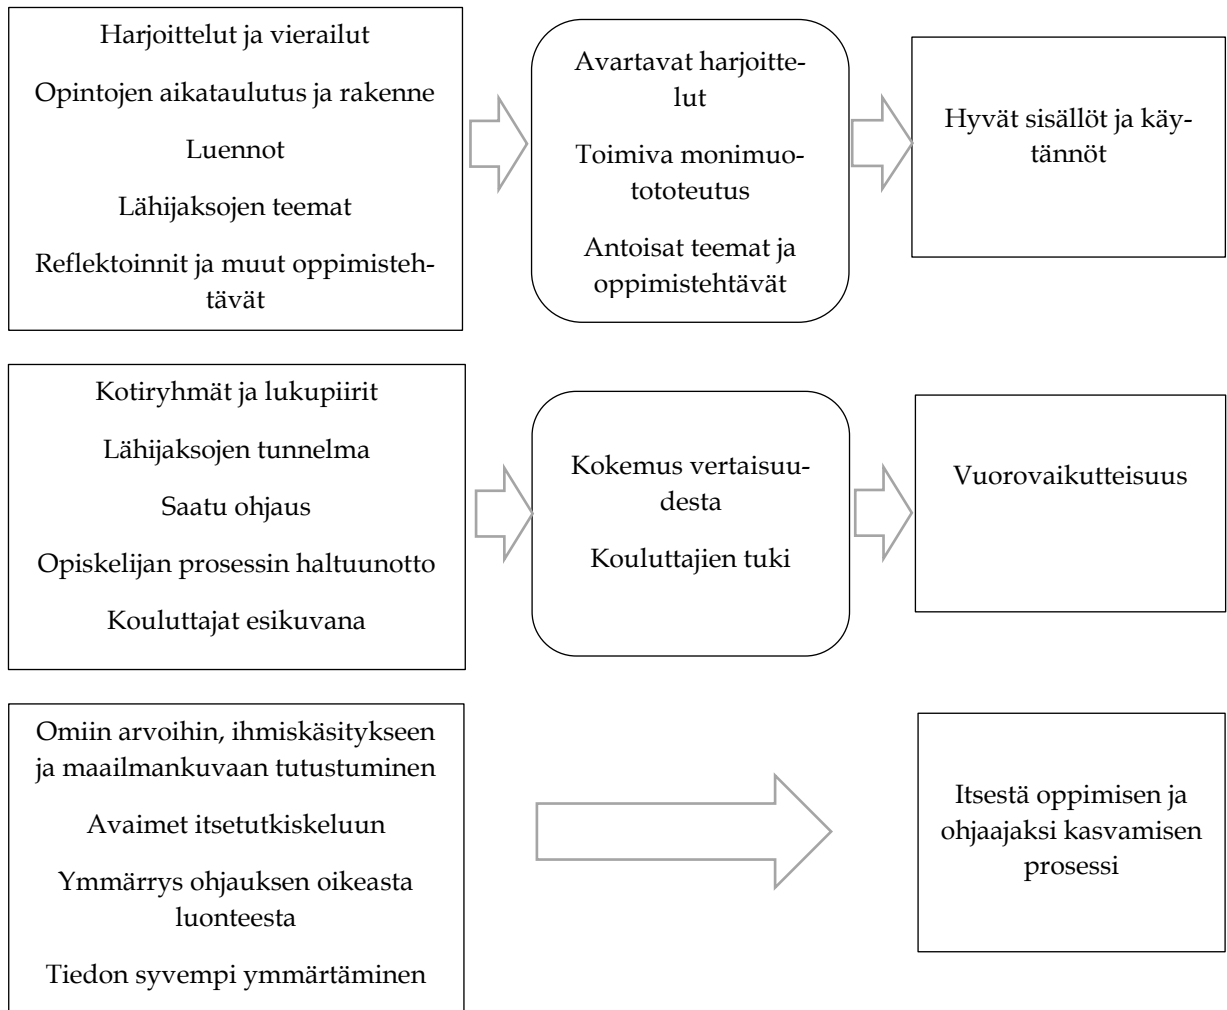 Harjoittelut ja vierailut
Opintojen aikataulutus ja rakenne
Luennot
Lähijaksojen teemat
Reflektoinnit ja muut oppimisteh-
tävät
Avartavat harjoitte-
lut
Toimiva monimuo-
tototeutus
Antoisat teemat ja
oppimistehtävät
Hyvät sisällöt ja käy-
tännöt
Kotiryhmät ja lukupiirit
Lähijaksojen tunnelma
Saatu ohjaus
Opiskelijan prosessin haltuunotto
Kouluttajat esikuvana
Kokemus vertaisuu-
desta
Kouluttajien tuki
Vuorovaikutteisuus
Omiin arvoihin, ihmiskäsitykseen
ja maailmankuvaan tutustuminen
Avaimet itsetutkiskeluun
Ymmärrys ohjauksen oikeasta
luonteesta
Tiedon syvempi ymmärtäminen
Itsestä oppimisen ja
ohjaajaksi kasvamisen
prosessi